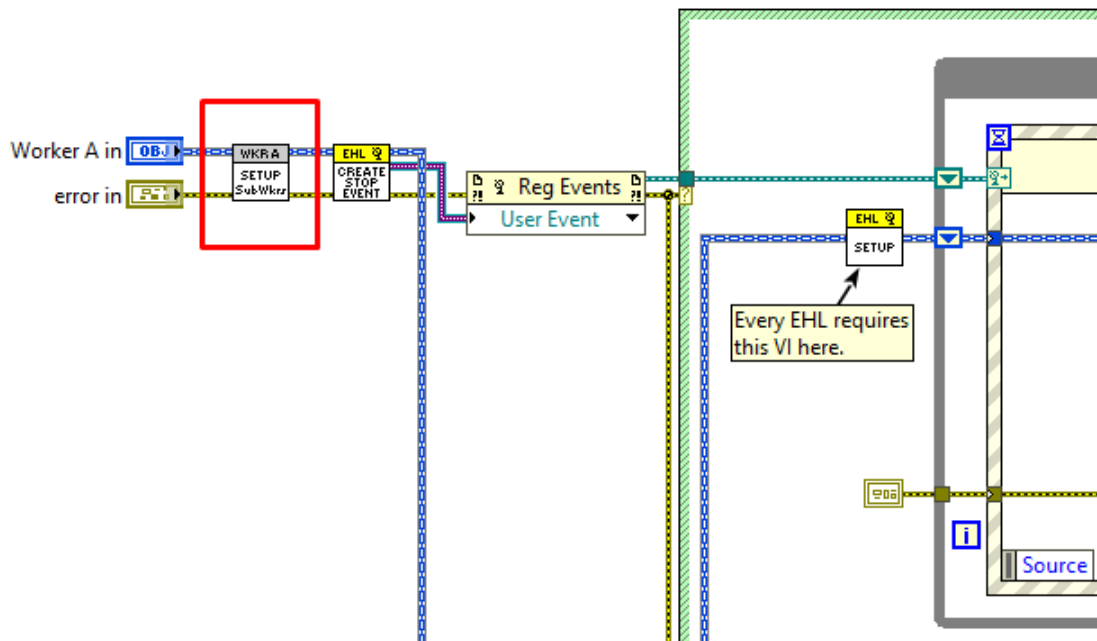 Worker A in
OBJ
error in
WKR A
SETUP
SubWkrs
EHL
CREATE
STOP
EVENT
?!
Reg Events
?!
User Event
?
EHL
SETUP
Every EHL requires
this VI here.
i
Source